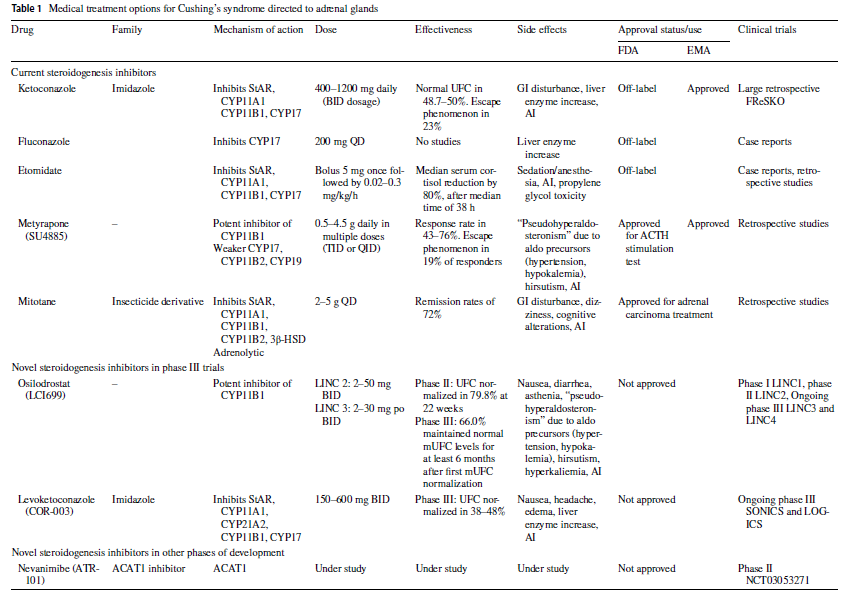 Table 1 Medical treatment options for Cushing's syndrome directed to adrenal glands
Drug Family Mechanism of action Dose Effectiveness Side effects Approval status/use Clinical trials
FDA EMA
Current steroidogenesis inhibitors
Ketoconazole Imidazole Inhibits StAR, 400–1200 mg daily Normal UFC in GI disturbance, liver Off-label Approved Large retrospective
CYP11A1 (BID dosage) 48.7–50%. Escape enzyme increase, FReSKO
CYP11B1, CYP17 phenomenon in AI
23%
Fluconazole Inhibits CYP17 200 mg QD No studies Liver enzyme Off-label Case reports
increase
Etomidate Inhibits StAR, Bolus 5 mg once fol- Median serum cor- Sedation/anesthe- Off-label Case reports, retro-
CYP11A1, lowed by 0.02–0.3 tisol reduction by sia, AI, propylene spective studies
CYP11B1, CYP17 mg/kg/h 80%, after median glycol toxicity
time of 38 h
Metyrapone – Potent inhibitor of 0.5–4.5 g daily in Response rate in “Pseudohyperaldo- Approved Approved Retrospective studies
(SU4885) CYP11B1 multiple doses 43–76%. Escape steronism” due to for ACTH
Weaker CYP17, (TID or QID) phenomenon in aldo precursors stimulation
CYP11B2, CYP19 19% of responders (hypertension, test
hypokalemia),
hirsutism, AI
Mitotane Insecticide derivative Inhibits StAR, 2–5 g QD Remission rates of GI disturbance, diz- Approved for adrenal Retrospective studies
CYP11A1, 72% ziness, cognitive carcinoma treatment
CYP11B1, alterations, AI
CYP11B2, 3β-HSD
Adrenolytic
Novel steroidogenesis inhibitors in phase III trials
Osilodrostat – Potent inhibitor of LINC 2: 2–50 mg Phase II: UFC nor- Nausea, diarrhea, Not approved Phase I LINC1, phase
(LCI699) CYP11B1 BID malized in 79.8% at asthenia, “pseudo- II LINC2, Ongoing
LINC 3: 2–30 mg po 22 weeks hyperaldosteron- phase III LINC3 and
BID Phase III: 66.0% ism” due to aldo LINC4
maintained normal precursors (hyper-
mUFC levels for tension, hypoka-
at least 6 months lemia), hirsutism,
after first mUFC hyperkaliemia, AI
normalization
Levoketoconazole Imidazole Inhibits StAR, 150–600 mg BID Phase III: UFC nor- Nausea, headache, Not approved Ongoing phase III
(COR-003) CYP11A1, malized in 38–48% edema, liver SONICS and LOG-
CYP21A2, enzyme increase, ICS
CYP11B1, CYP17 AI
Novel steroidogenesis inhibitors in other phases of development
Nevanimibe (ATR- ACAT1 inhibitor ACAT1 Under study Under study Under study Not approved Phase II
101) NCT03053271